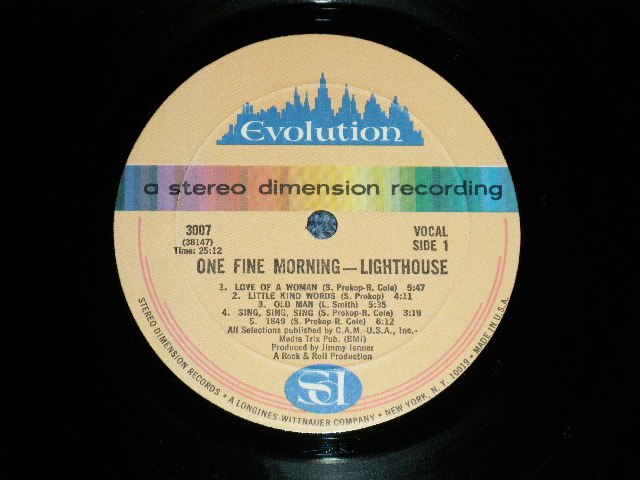 Evolution
a stereo dimension recording
3007
(38147)
Time: 25:12
VOCAL
SIDE 1
ONE FINE MORNING—LIGHTHOUSE
1. LOVE OF A WOMAN (S. Prokop-R. Cole) 5:47
2. LITTLE KIND WORDS (S. Prokop) 4:11
3. OLD MAN (L. Smith) 5:35
4. SING, SING, SING (S. Prokop-R. Cole) 3:19
5. 1849 (S. Prokop-R. Cole) 6:12
All Selections published by C.A.M.-U.S.A., Inc.-
Media Trix Pub. (BMI)
Produced by Jimmy Ienner
A Rock & Roll Production
sd
STEREO DIMENSION RECORDS • A LONGINES WITTNAUER COMPANY • NEW YORK, N. Y. 10019 • MADE IN U.S.A.